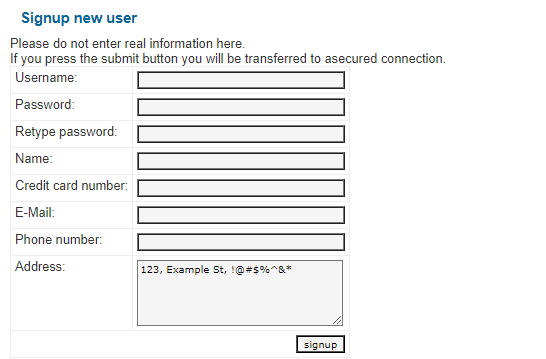 Signup new user
Please do not enter real information here.
If you press the submit button you will be transferred to asecured connection.
Username:
Password:
Retype password:
Name:
Credit card number:
E-Mail:
Phone number:
Address:
123, Example St, !@#$%^&*
signup